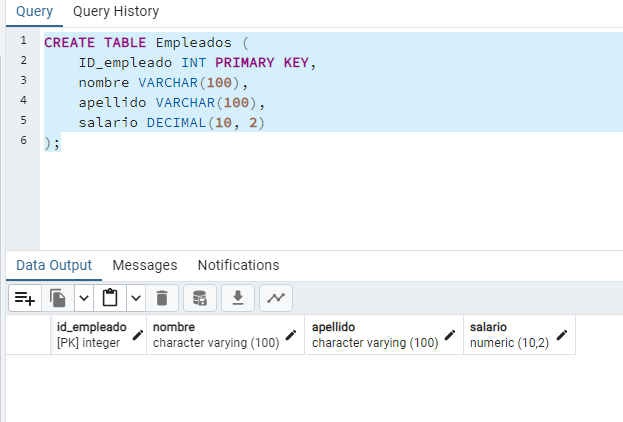 Query Query History
1 CREATE TABLE Empleados (
2 ID_empleado INT PRIMARY KEY,
3 nombre VARCHAR(100),
4 apellido VARCHAR(100),
5 salario DECIMAL(10, 2)
6 );
Data Output Messages Notifications
id_empleado nombre apellido salario
[PK] integer character varying (100) character varying (100) numeric (10,2)